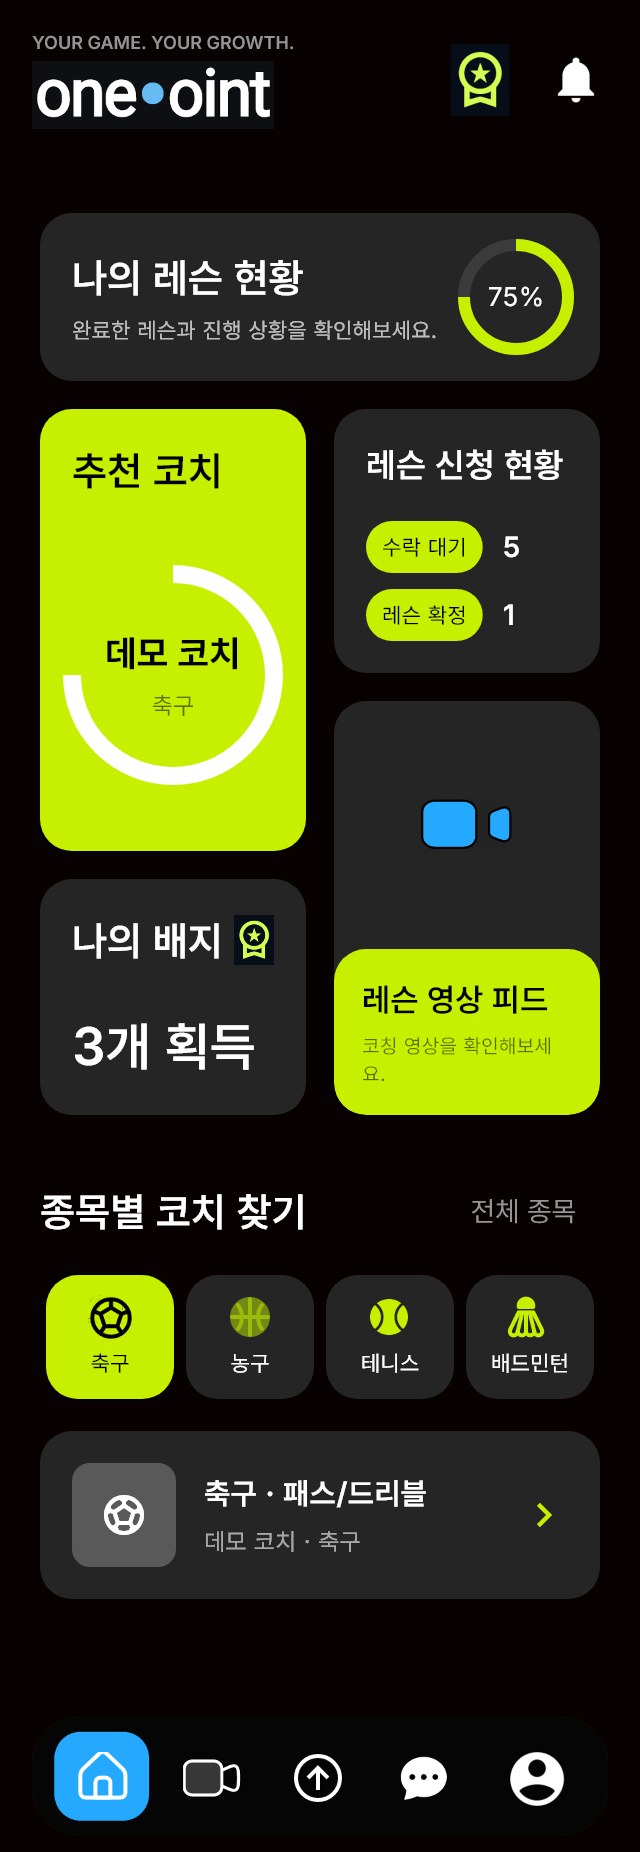 YOUR GAME. YOUR GROWTH.
one•oint
나의 레슨 현황
완료한 레슨과 진행 상황을 확인해보세요.
75%
추천 코치
데모 코치
축구
레슨 신청 현황
수락 대기 5
레슨 확정 1
나의 배지
3개 획득
레슨 영상 피드
코칭 영상을 확인해보세
요.
종목별 코치 찾기
전체 종목
축구
농구
테니스
배드민턴
축구 · 패스/드리블
데모 코치 · 축구